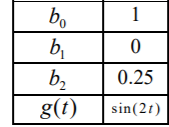 b₀ 1
b₁ 0
b₂ 0.25
g(t) sin(2t)